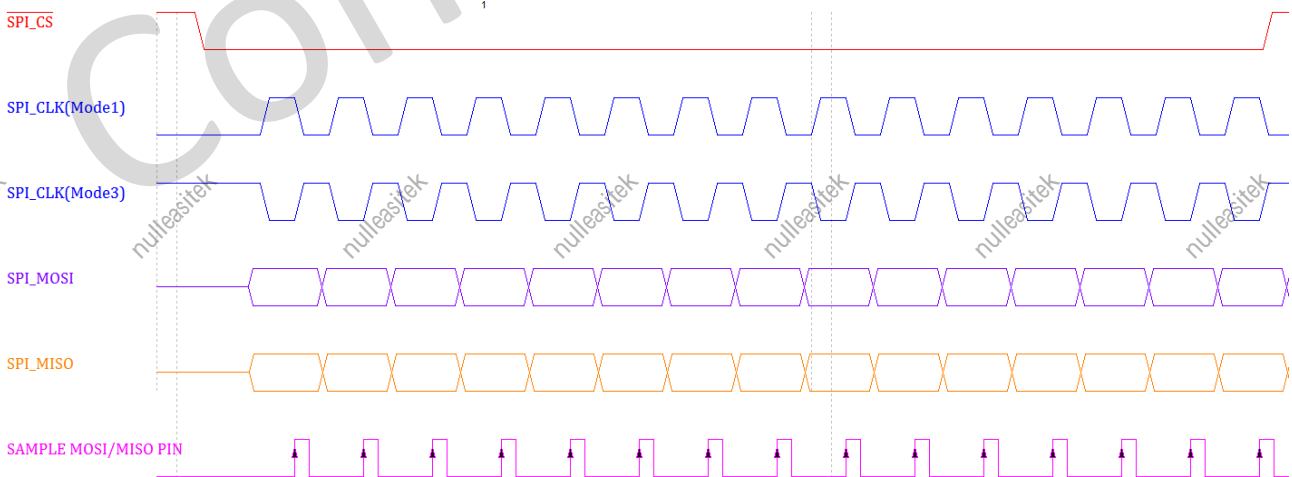 1
SPI_CS
SPI_CLK(Mode1)
SPI_CLK(Mode3)
nulleasitek nulleasitek nulleasitek nulleasitek nulleasitek nulleasitek
SPI_MOSI
SPI_MISO
SAMPLE MOSI/MISO PIN